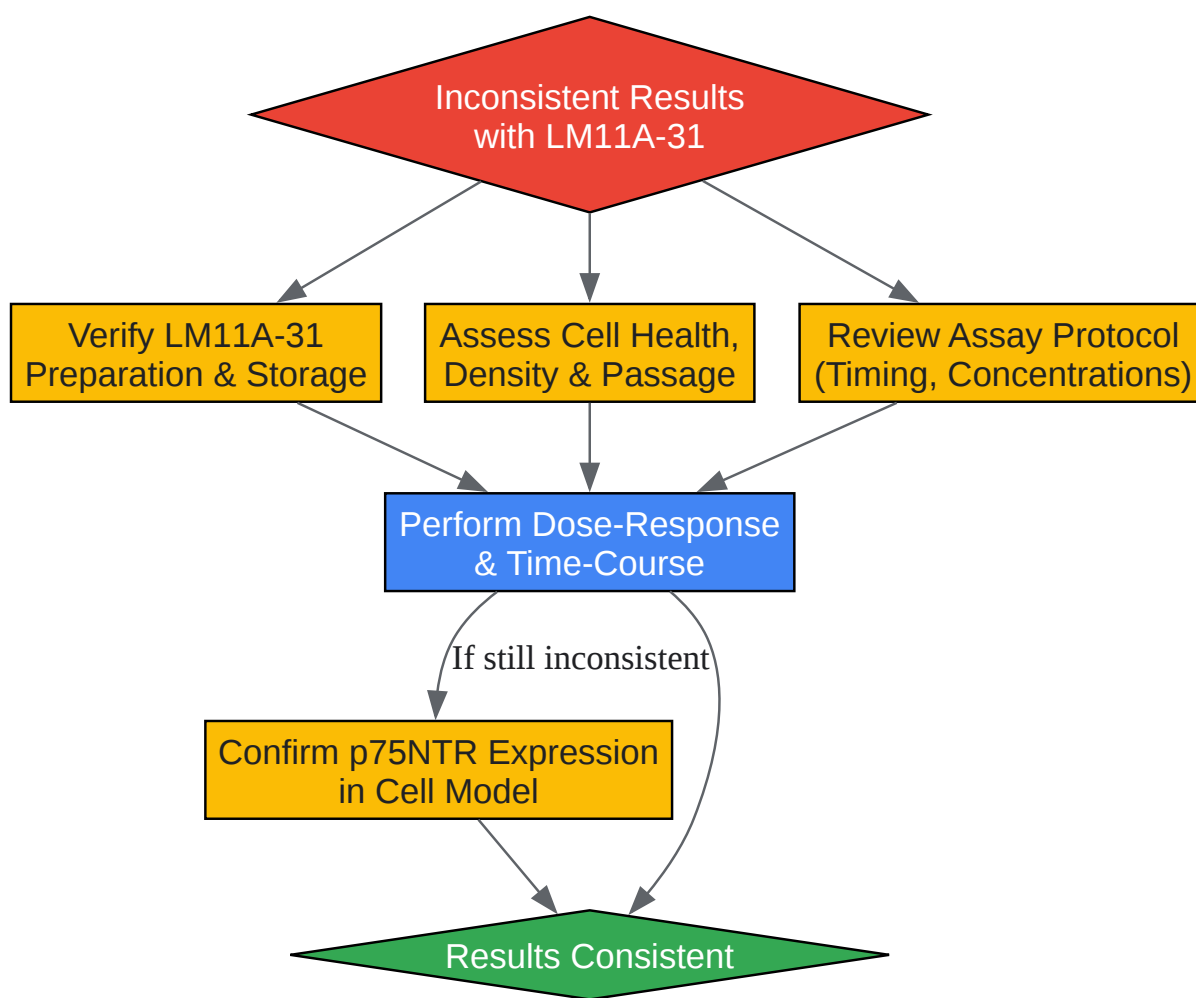 Inconsistent Results
with LM11A-31
Verify LM11A-31
Preparation & Storage
Assess Cell Health,
Density & Passage
Review Assay Protocol
(Timing, Concentrations)
Perform Dose-Response
& Time-Course
If still inconsistent
Confirm p75NTR Expression
in Cell Model
Results Consistent